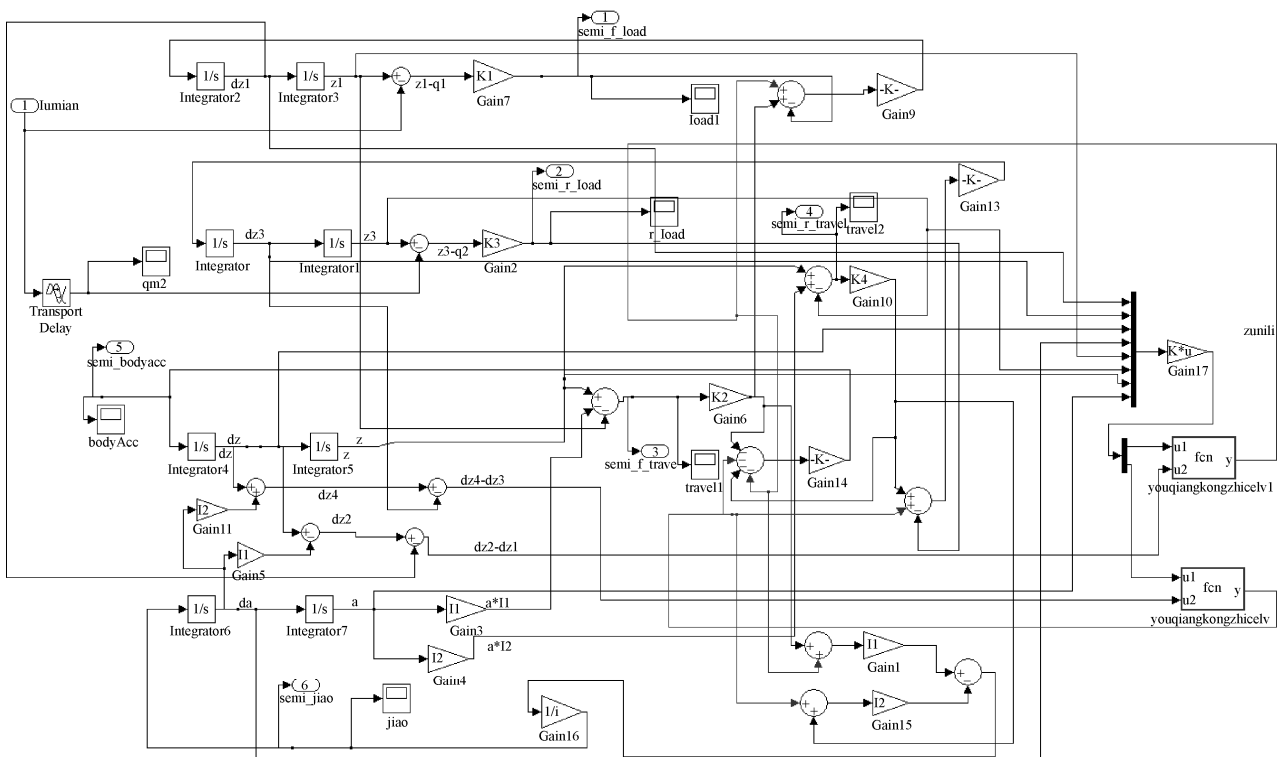 1
semi_f_load
1/s
dz1
Integrator2
1/s
z1
Integrator3
+
−
z1-q1
K1
Gain7
load1
+
+
−
-K-
Gain9
1
Iumian
2
semi_r_load
-K-
Gain13
dz3
1/s
Integrator
1/s
z3
Integrator1
+
−
z3-q2
K3
Gain2
r_load
4
semi_r_travel
travel2
qm2
Transport
Delay
+
+
−
K4
Gain10
zunili
K*u
Gain17
5
semi_bodyacc
bodyAcc
1/s
dz
dz
Integrator4
1/s
z
z
Integrator5
+
−
−
K2
Gain6
3
semi_f_trave
travel1
−
−
-K-
Gain14
u1
u2
fcn
y
youqiangkongzhicelv1
I2
Gain11
+
+
dz4
+
−
dz4-dz3
+
−
dz2
+
−
dz2-dz1
I1
Gain5
+
+
−
u1
u2
fcn
y
youqiangkongzhicelv
1/s
da
Integrator6
1/s
a
Integrator7
I1
a*I1
Gain3
I2
a*I2
Gain4
+
+
I1
Gain1
+
−
+
+
I2
Gain15
6
semi_jiao
jiao
1/i
Gain16